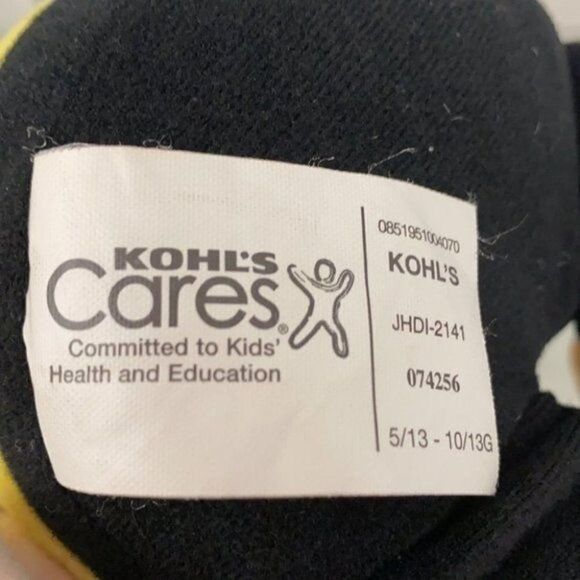 KOHL'S
Cares®
Committed to Kids'
Health and Education
0851951004070
KOHL'S
JHDI-2141
074256
5/13 - 10/13G